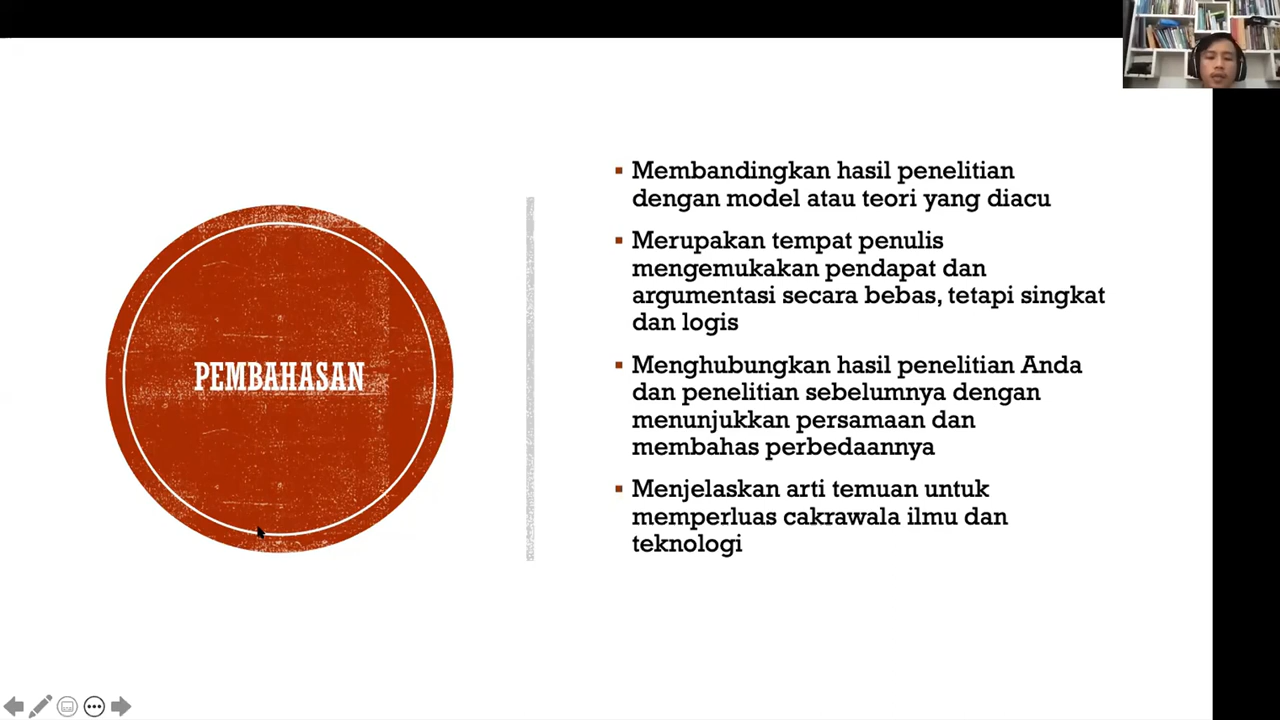 PEMBAHASAN
Membandingkan hasil penelitian
dengan model atau teori yang diacu
Merupakan tempat penulis
mengemukakan pendapat dan
argumentasi secara bebas, tetapi singkat
dan logis
Menghubungkan hasil penelitian Anda
dan penelitian sebelumnya dengan
menunjukkan persamaan dan
membahas perbedaannya
Menjelaskan arti temuan untuk
memperluas cakrawala ilmu dan
teknologi